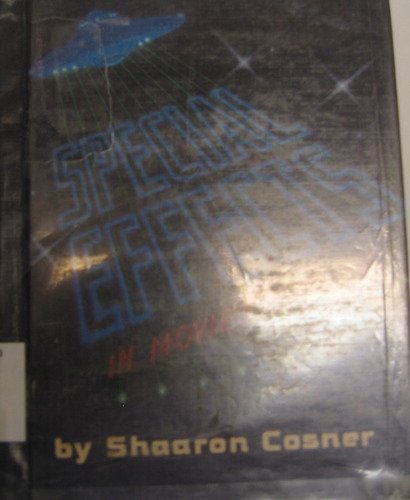 SPECIAL
EFFECTS
IN MOVIES
by Shaaron Cosner